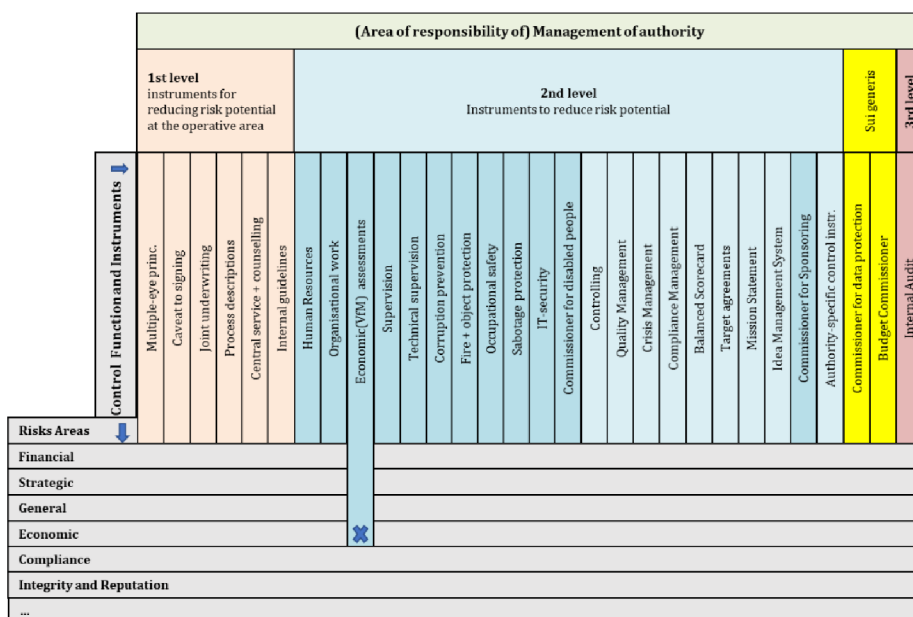 (Area of responsibility of) Management of authority
1st level
instruments for
reducing risk potential
at the operative area
2nd level
Instruments to reduce risk potential
Sui generis
3rd level
Control Function and Instruments
Multiple-eye princ.
Caveat to signing
Joint underwriting
Process descriptions
Central service + counselling
Internal guidelines
Human Resources
Organisational work
Economic(VfM) assessments
Supervision
Technical supervision
Corruption prevention
Fire + object protection
Occupational safety
Sabotage protection
IT-security
Commissioner for disabled people
Controlling
Quality Management
Crisis Management
Compliance Management
Balanced Scorecard
Target agreements
Mission Statement
Idea Management System
Commissioner for Sponsoring
Authority-specific control instr.
Commissioner for data protection
Budget Commissioner
Internal Audit
Risks Areas
Financial
Strategic
General
Economic
Compliance
Integrity and Reputation
...